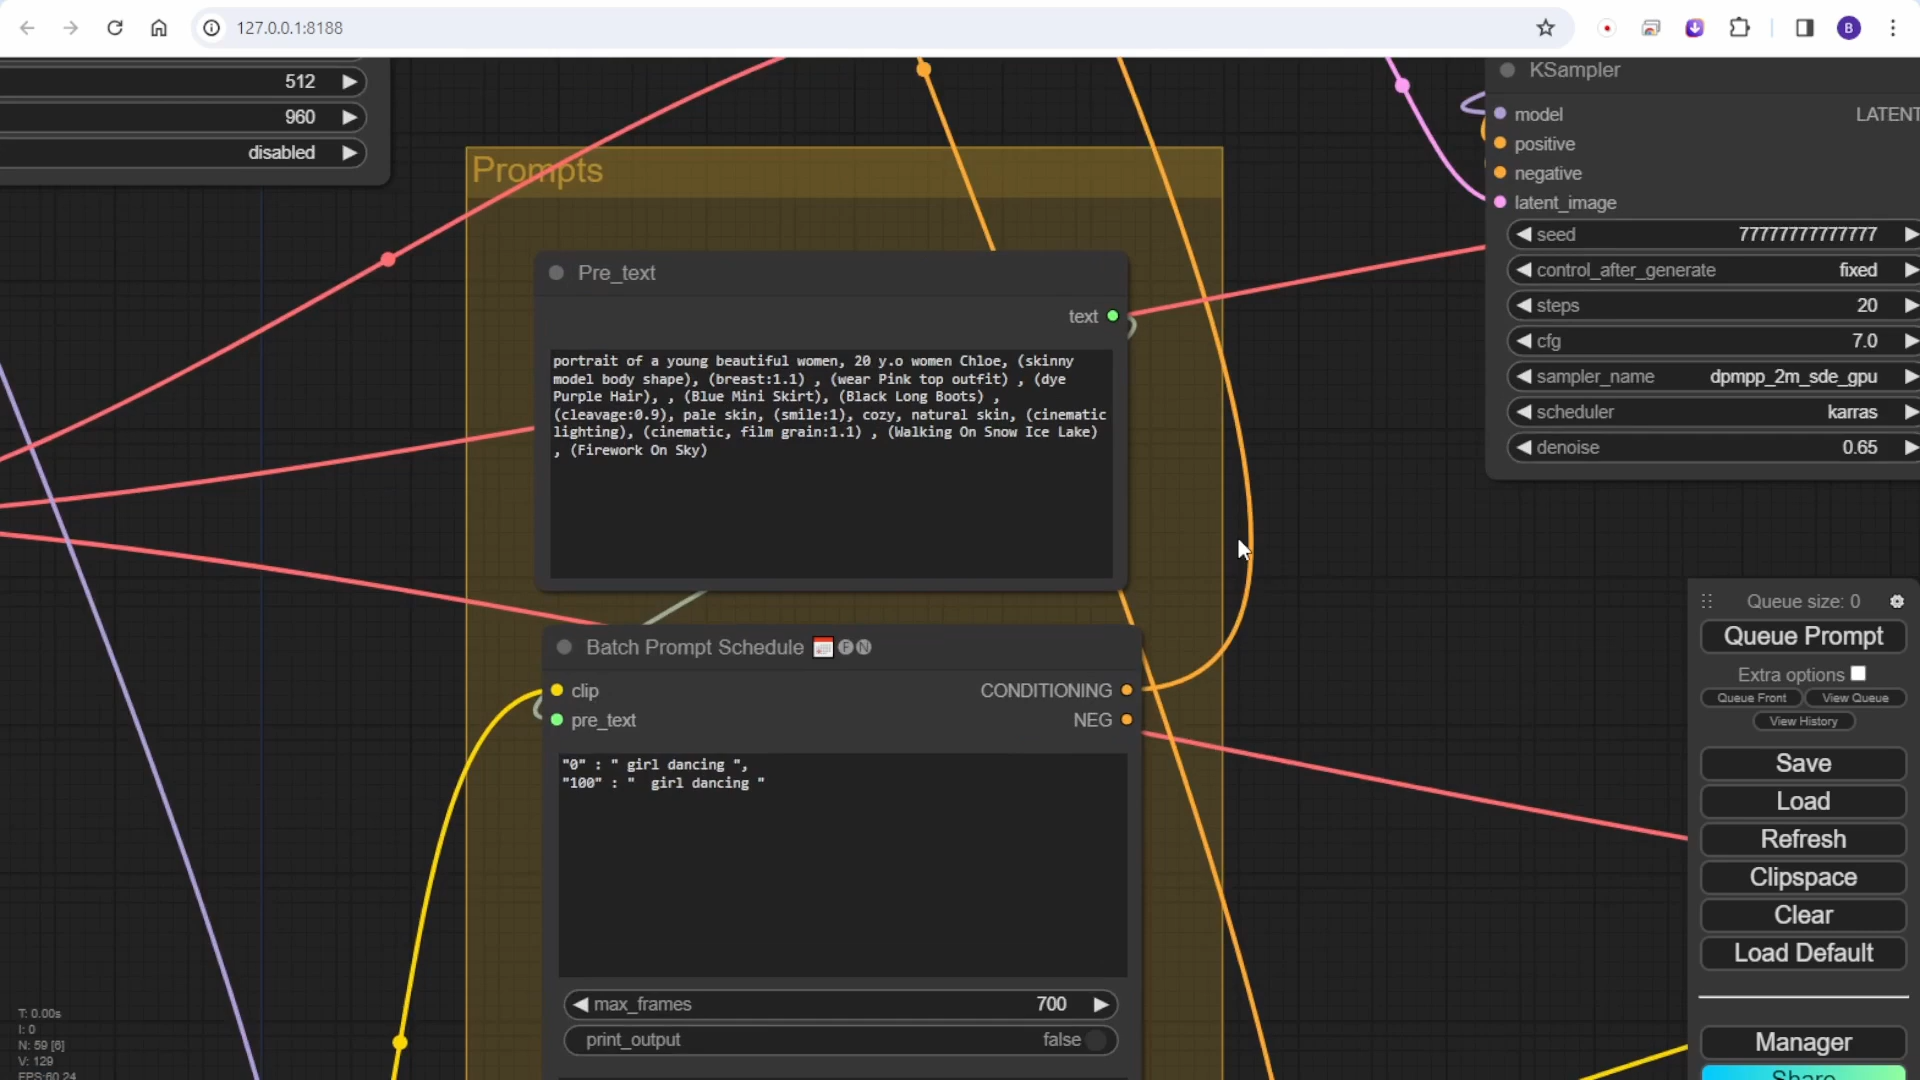 127.0.0.1:8188
B
512
960
disabled
Prompts
Pre_text
text
portrait of a young beautiful women, 20 y.o women Chloe, (skinny
model body shape), (breast:1.1) , (wear Pink top outfit) , (dye
Purple Hair), , (Blue Mini Skirt), (Black Long Boots) ,
(cleavage:0.9), pale skin, (smile:1), cozy, natural skin, (cinematic
lighting), (cinematic, film grain:1.1) , (Walking On Snow Ice Lake)
, (Firework On Sky)
Batch Prompt Schedule F N
clip
CONDITIONING
pre_text
NEG
"0" : " girl dancing ",
"100" : "  girl dancing "
max_frames 700
print_output false
KSampler
model
LATENT
positive
negative
latent_image
seed 77777777777777
control_after_generate fixed
steps 20
cfg 7.0
sampler_name dpmpp_2m_sde_gpu
scheduler karras
denoise 0.65
Queue size: 0
Queue Prompt
Extra options
Queue Front View Queue
View History
Save
Load
Refresh
Clipspace
Clear
Load Default
Manager
Share
T: 0.00s
I: 0
N: 59 [6]
V: 129
FPS:60.24